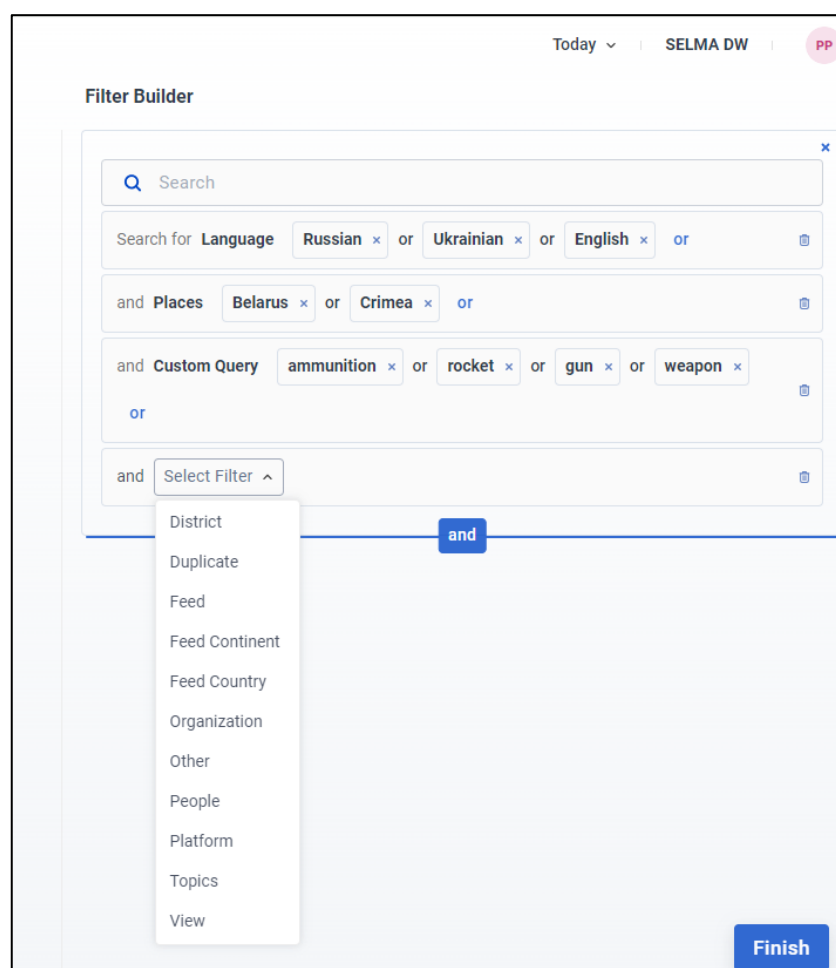 Today SELMA DW PP
Filter Builder
×
Search
Search for Language Russian × or Ukrainian × or English × or
and Places Belarus × or Crimea × or
and Custom Query ammunition × or rocket × or gun × or weapon ×
or
and Select Filter
District
and
Duplicate
Feed
Feed Continent
Feed Country
Organization
Other
People
Platform
Topics
View
Finish